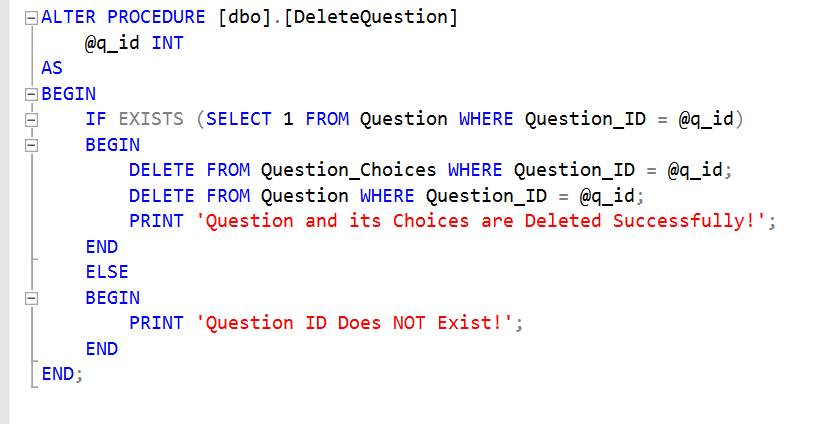 ALTER PROCEDURE [dbo].[DeleteQuestion]
    @q_id INT
AS
BEGIN
    IF EXISTS (SELECT 1 FROM Question WHERE Question_ID = @q_id)
    BEGIN
        DELETE FROM Question_Choices WHERE Question_ID = @q_id;
        DELETE FROM Question WHERE Question_ID = @q_id;
        PRINT 'Question and its Choices are Deleted Successfully!';
    END
    ELSE
    BEGIN
        PRINT 'Question ID Does NOT Exist!';
    END
END;